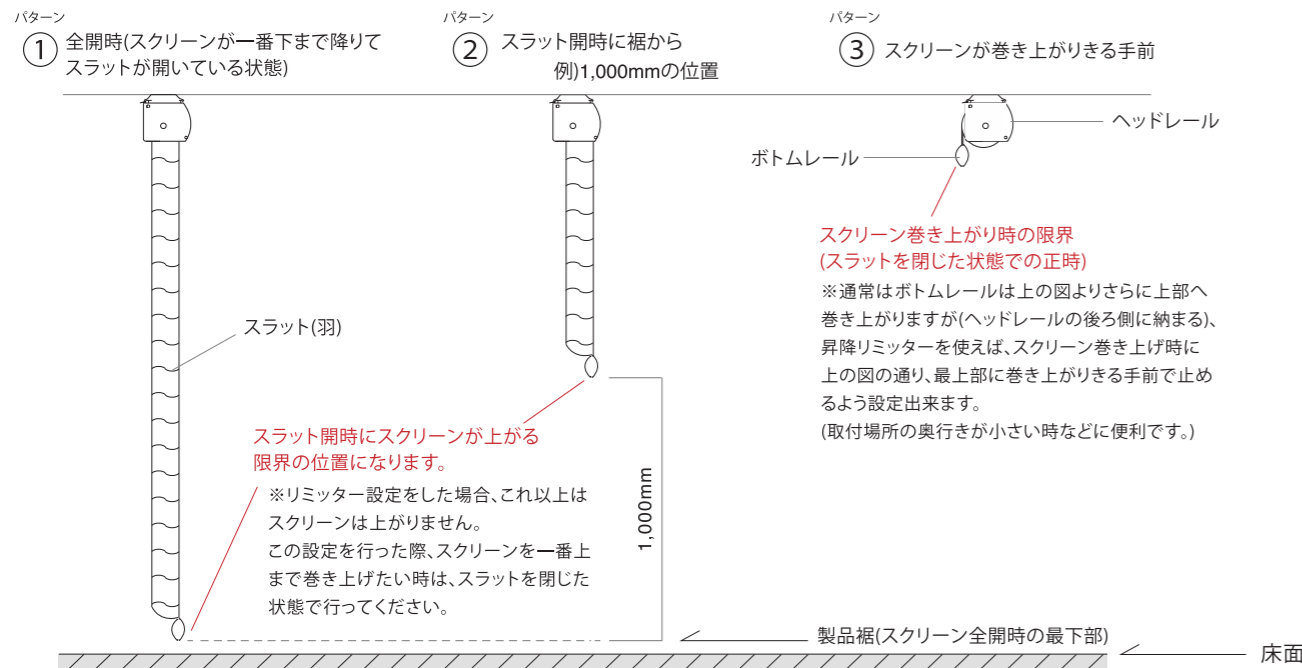 パターン
① 全開時(スクリーンが一番下まで降りて
スラットが開いている状態)
パターン
② スラット開時に裾から
例)1,000mmの位置
パターン
③ スクリーンが巻き上がりきる手前
ヘッドレール
ボトムレール
スクリーン巻き上がり時の限界
(スラットを閉じた状態での正時)
※通常はボトムレールは上の図よりさらに上部へ
巻き上がりますが(ヘッドレールの後ろ側に納まる)、
昇降リミッターを使えば、スクリーン巻き上げ時に
上の図の通り、最上部に巻き上がりきる手前で止め
るよう設定出来ます。
(取付場所の奥行きが小さい時などに便利です。)
スラット(羽)
スラット開時にスクリーンが上がる
限界の位置になります。
※リミッター設定をした場合、これ以上は
スクリーンは上がりません。
この設定を行った際、スクリーンを一番上
まで巻き上げたい時は、スラットを閉じた
状態で行ってください。
1,000mm
製品裾(スクリーン全開時の最下部)
床面